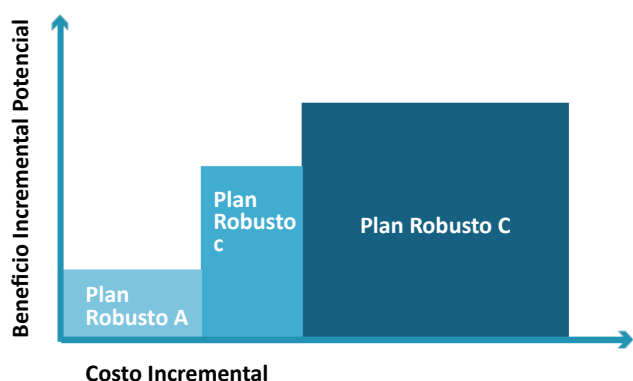 Beneficio Incremental Potencial
Plan
Robusto A
Plan
Robusto
c
Plan Robusto C
Costo Incremental